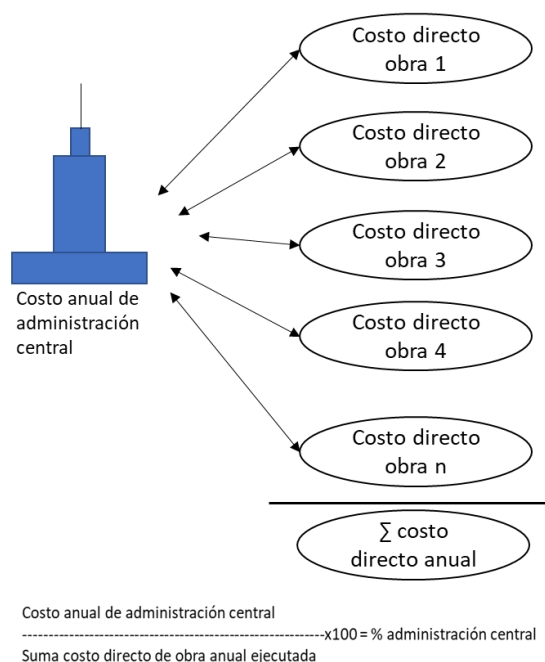 Costo directo
obra 1
Costo directo
obra 2
Costo directo
obra 3
Costo directo
obra 4
Costo directo
obra n
∑ costo
directo anual
Costo anual de
administración
central
Costo anual de administración central
------------------------------------------------------------x100 = % administración central
Suma costo directo de obra anual ejecutada